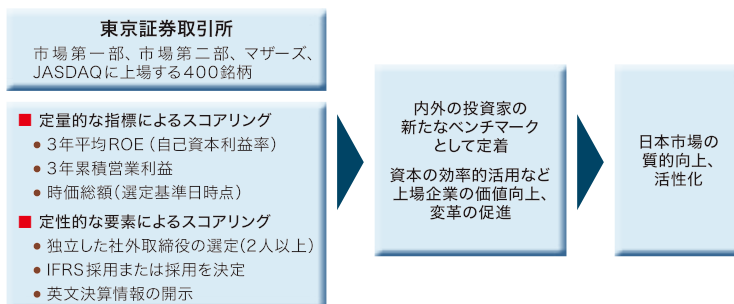 東京証券取引所
市場第一部、市場第二部、マザーズ、
JASDAQに上場する400銘柄
■ 定量的な指標によるスコアリング
● 3年平均ROE（自己資本利益率）
● 3年累積営業利益
● 時価総額（選定基準日時点）
■ 定性的な要素によるスコアリング
● 独立した社外取締役の選定(2人以上)
● IFRS採用または採用を決定
● 英文決算情報の開示
内外の投資家の
新たなベンチマーク
として定着
資本の効率的活用など
上場企業の価値向上、
変革の促進
日本市場の
質的向上、
活性化